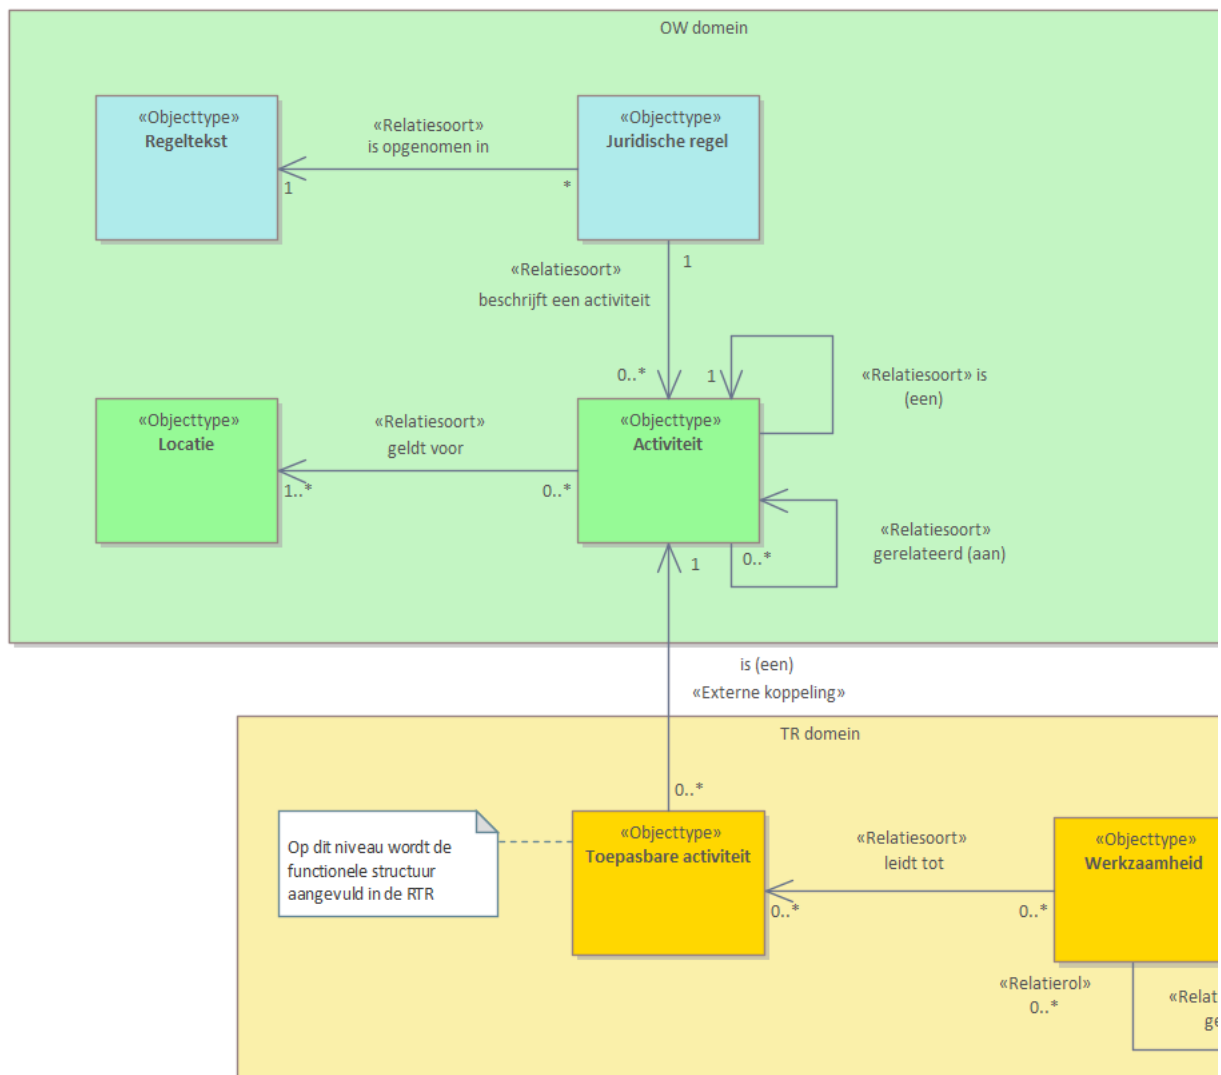 OW domein
«Objecttype»
Regeltekst
«Relatiesoort»
is opgenomen in
1
*
«Objecttype»
Juridische regel
«Relatiesoort»
beschrijft een activiteit
1
0..*
1
«Relatiesoort» is
(een)
«Objecttype»
Locatie
«Relatiesoort»
geldt voor
1..*
0..*
«Objecttype»
Activiteit
«Relatiesoort»
gerelateerd (aan)
0..*
1
is (een)
«Externe koppeling»
TR domein
0..*
Op dit niveau wordt de
functionele structuur
aangevuld in de RTR
«Objecttype»
Toepasbare activiteit
«Relatiesoort»
leidt tot
0..*
0..*
«Objecttype»
Werkzaamheid
«Relatierol»
0..*
«Relat
ge